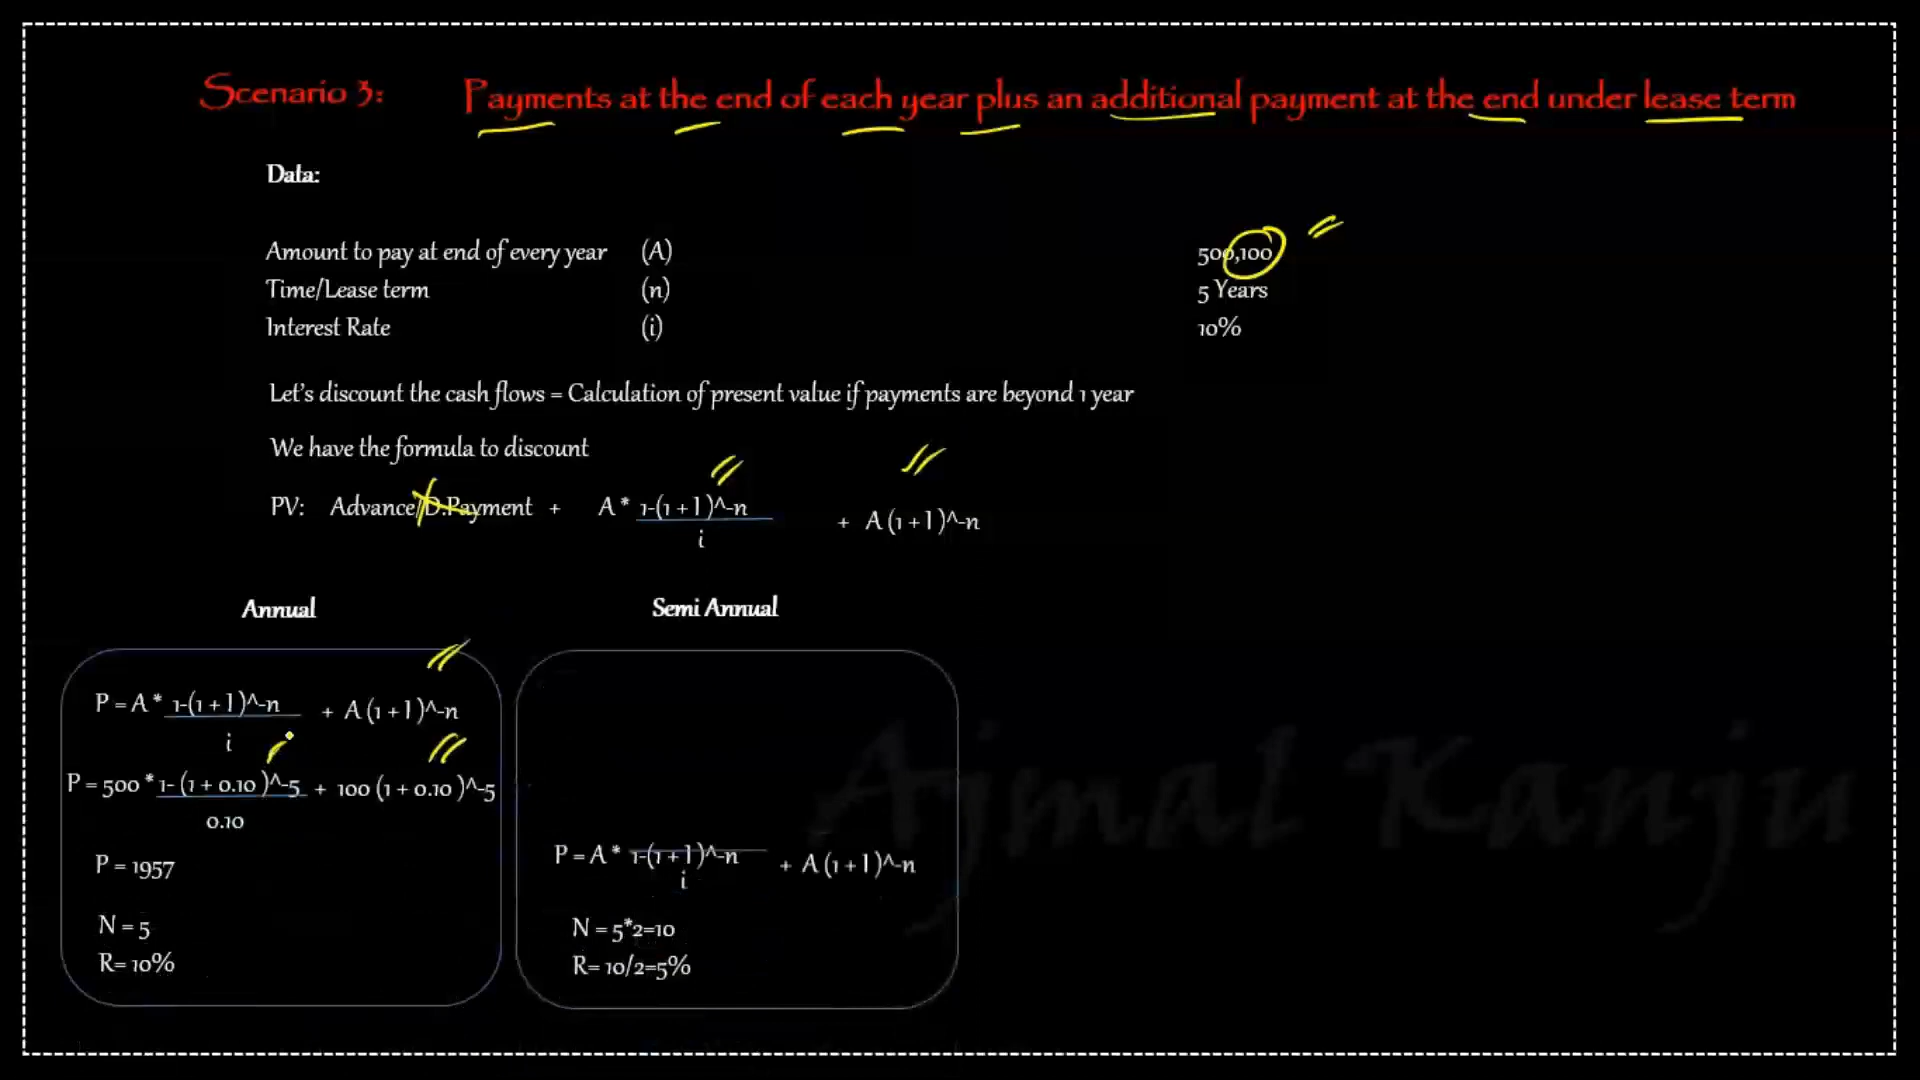 Scenario 3: Payments at the end of each year plus an additional payment at the end under lease term
Data:
Amount to pay at end of every year (A) 500,100
Time/Lease term (n) 5 Years
Interest Rate (i) 10%
Let's discount the cash flows = Calculation of present value if payments are beyond 1 year
We have the formula to discount
PV: Advance/D.Payment + A * 1-(1 + I )^-n + A (1 + I )^-n
i
Annual
P = A * 1-(1 + I )^-n + A (1 + I )^-n
i
P = 500 * 1- (1 + 0.10 )^-5 + 100 (1 + 0.10 )^-5
0.10
P = 1957
N = 5
R= 10%
Semi Annual
P = A * 1-(1 + I )^-n + A (1 + I )^-n
i
N = 5*2=10
R= 10/2=5%
Ajmal Kanju